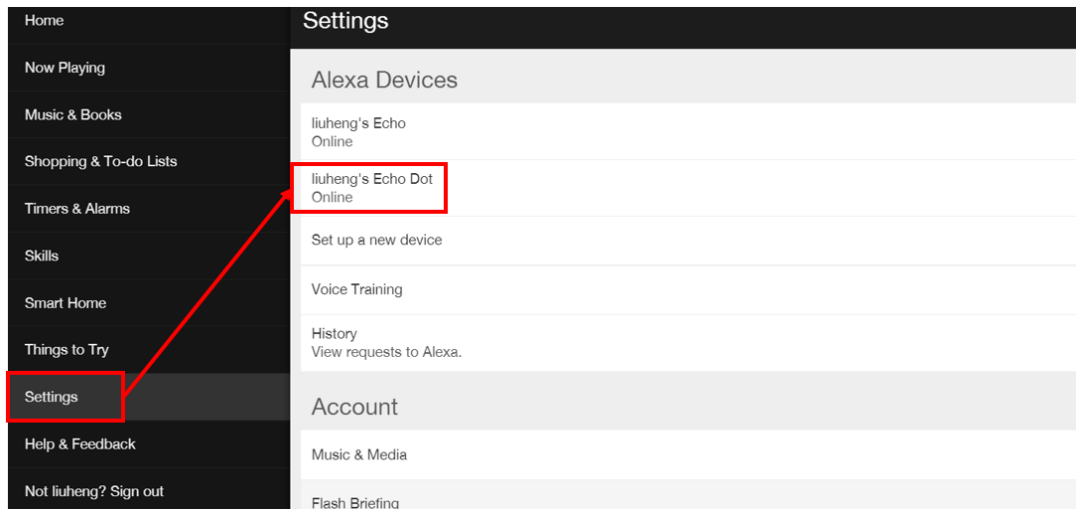 Home
Now Playing
Music & Books
Shopping & To-do Lists
Timers & Alarms
Skills
Smart Home
Things to Try
Settings
Help & Feedback
Not liuheng? Sign out
Settings
Alexa Devices
liuheng's Echo
Online
liuheng's Echo Dot
Online
Set up a new device
Voice Training
History
View requests to Alexa.
Account
Music & Media
Flash Briefing